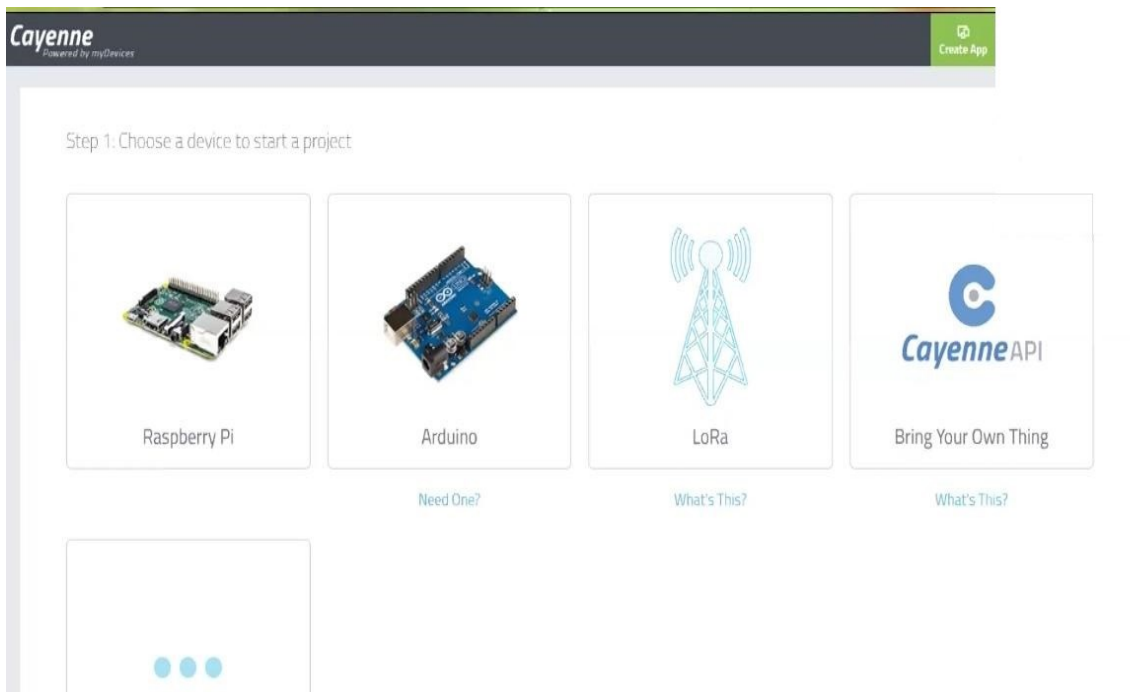 Cayenne
Powered by myDevices
Create App
Step 1: Choose a device to start a project
Raspberry Pi
Arduino
LoRa
Cayenne API
Bring Your Own Thing
Need One?
What's This?
What's This?